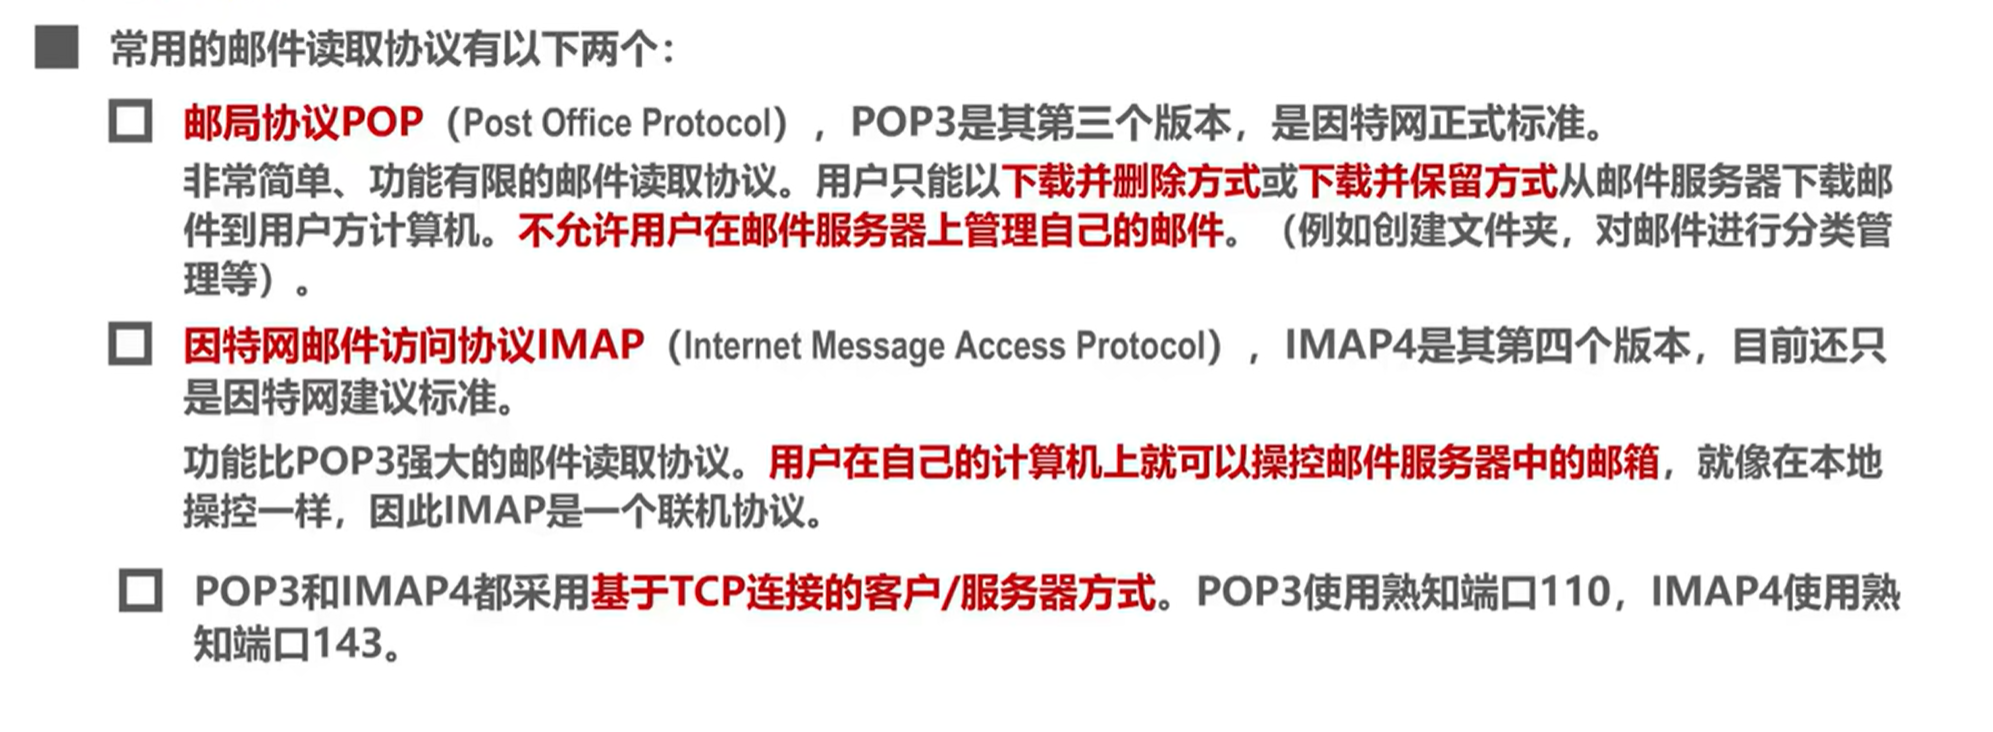 常用的邮件读取协议有以下两个：
邮局协议POP（Post Office Protocol），POP3是其第三个版本，是因特网正式标准。
非常简单、功能有限的邮件读取协议。用户只能以下载并删除方式或下载并保留方式从邮件服务器下载邮
件到用户方计算机。不允许用户在邮件服务器上管理自己的邮件。（例如创建文件夹，对邮件进行分类管
理等）。
因特网邮件访问协议IMAP（Internet Message Access Protocol），IMAP4是其第四个版本，目前还只
是因特网建议标准。
功能比POP3强大的邮件读取协议。用户在自己的计算机上就可以操控邮件服务器中的邮箱，就像在本地
操控一样，因此IMAP是一个联机协议。
POP3和IMAP4都采用基于TCP连接的客户/服务器方式。POP3使用熟知端口110，IMAP4使用熟
知端口143。